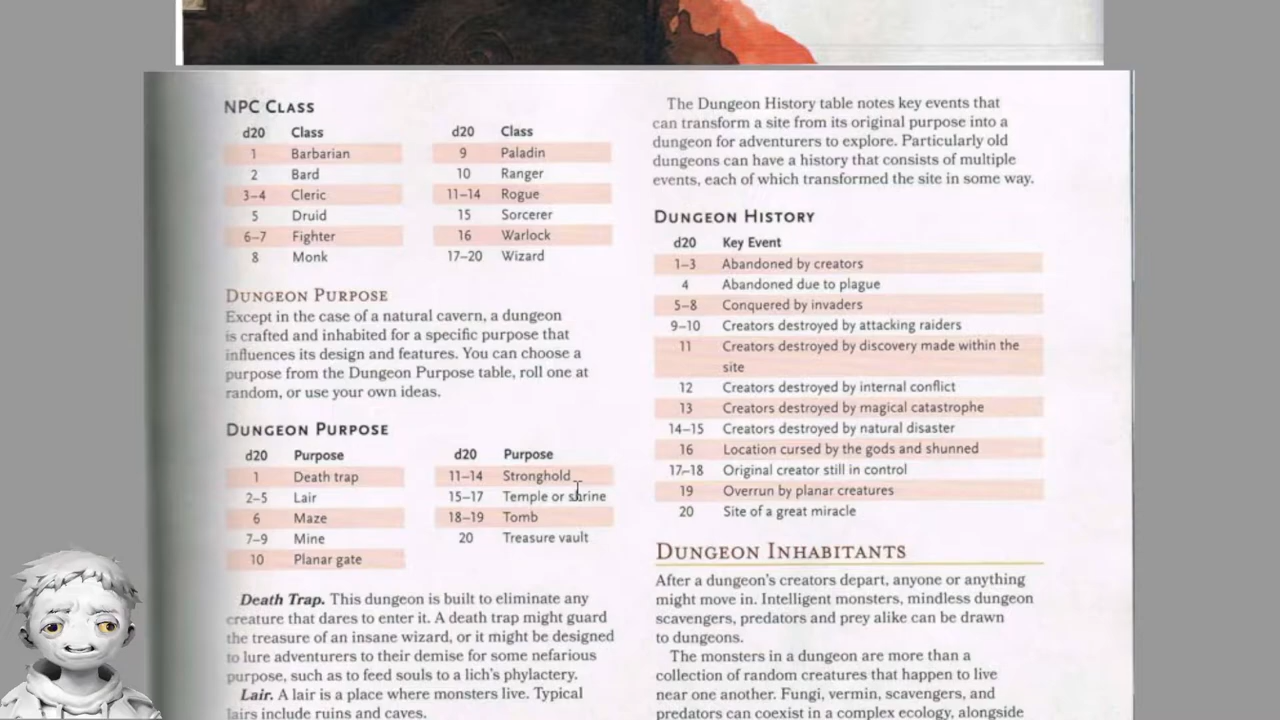 NPC CLASS
d20 Class
1 Barbarian
2 Bard
3–4 Cleric
5 Druid
6–7 Fighter
8 Monk
d20 Class
9 Paladin
10 Ranger
11–14 Rogue
15 Sorcerer
16 Warlock
17–20 Wizard
DUNGEON PURPOSE
Except in the case of a natural cavern, a dungeon
is crafted and inhabited for a specific purpose that
influences its design and features. You can choose a
purpose from the Dungeon Purpose table, roll one at
random, or use your own ideas.
DUNGEON PURPOSE
d20 Purpose
1 Death trap
2–5 Lair
6 Maze
7–9 Mine
10 Planar gate
d20 Purpose
11–14 Stronghold
15–17 Temple or shrine
18–19 Tomb
20 Treasure vault
Death Trap. This dungeon is built to eliminate any
creature that dares to enter it. A death trap might guard
the treasure of an insane wizard, or it might be designed
to lure adventurers to their demise for some nefarious
purpose, such as to feed souls to a lich's phylactery.
Lair. A lair is a place where monsters live. Typical
lairs include ruins and caves.
The Dungeon History table notes key events that
can transform a site from its original purpose into a
dungeon for adventurers to explore. Particularly old
dungeons can have a history that consists of multiple
events, each of which transformed the site in some way.
DUNGEON HISTORY
d20 Key Event
1–3 Abandoned by creators
4 Abandoned due to plague
5–8 Conquered by invaders
9–10 Creators destroyed by attacking raiders
11 Creators destroyed by discovery made within the
site
12 Creators destroyed by internal conflict
13 Creators destroyed by magical catastrophe
14–15 Creators destroyed by natural disaster
16 Location cursed by the gods and shunned
17–18 Original creator still in control
19 Overrun by planar creatures
20 Site of a great miracle
DUNGEON INHABITANTS
After a dungeon's creators depart, anyone or anything
might move in. Intelligent monsters, mindless dungeon
scavengers, predators and prey alike can be drawn
to dungeons.
The monsters in a dungeon are more than a
collection of random creatures that happen to live
near one another. Fungi, vermin, scavengers, and
predators can coexist in a complex ecology, alongside